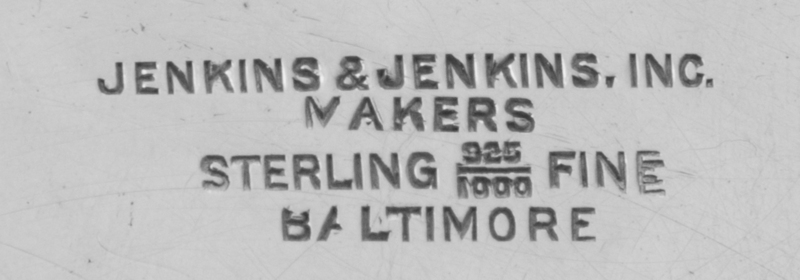 JENKINS & JENKINS, INC.
MAKERS
STERLING 925/1000 FINE
BALTIMORE